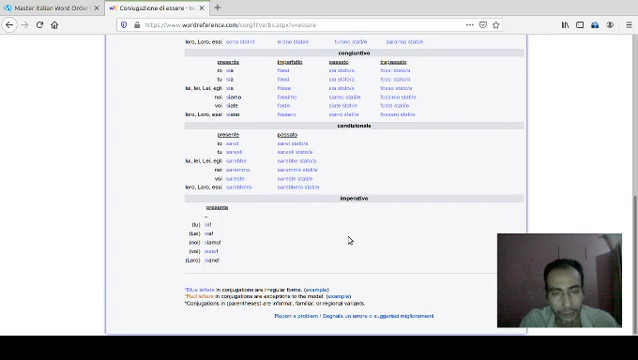 Master Italian Word Order
Coniugazione di essere
https://www.wordreference.com/conj/itverbs.aspx?v=essere
loro, Loro, essi sono stati/e erano stati/e furono stati/e saranno stati/e
congiuntivo
presente imperfetto passato trapassato
io sia fossi sia stato/a fossi stato/a
tu sia fossi sia stato/a fossi stato/a
lui, lei, Lei, egli sia fosse sia stato/a fosse stato/a
noi siamo fossimo siamo stati/e fossimo stati/e
voi siate foste siate stati/e foste stati/e
loro, Loro, essi siano fossero siano stati/e fossero stati/e
condizionale
presente passato
io sarei sarei stato/a
tu saresti saresti stato/a
lui, lei, Lei, egli sarebbe sarebbe stato/a
noi saremmo saremmo stati/e
voi sareste sareste stati/e
loro, Loro, essi sarebbero sarebbero stati/e
imperativo
presente
–
(tu) sii!
(Lei) sia!
(noi) siamo!
(voi) siate!
(Loro) siano!
*Blue letters in conjugations are irregular forms. (example)
*Red letters in conjugations are exceptions to the model. (example)
*Conjugations in (parentheses) are informal, familiar, or regional variants.
Report a problem / Segnala un errore o suggerisci miglioramenti